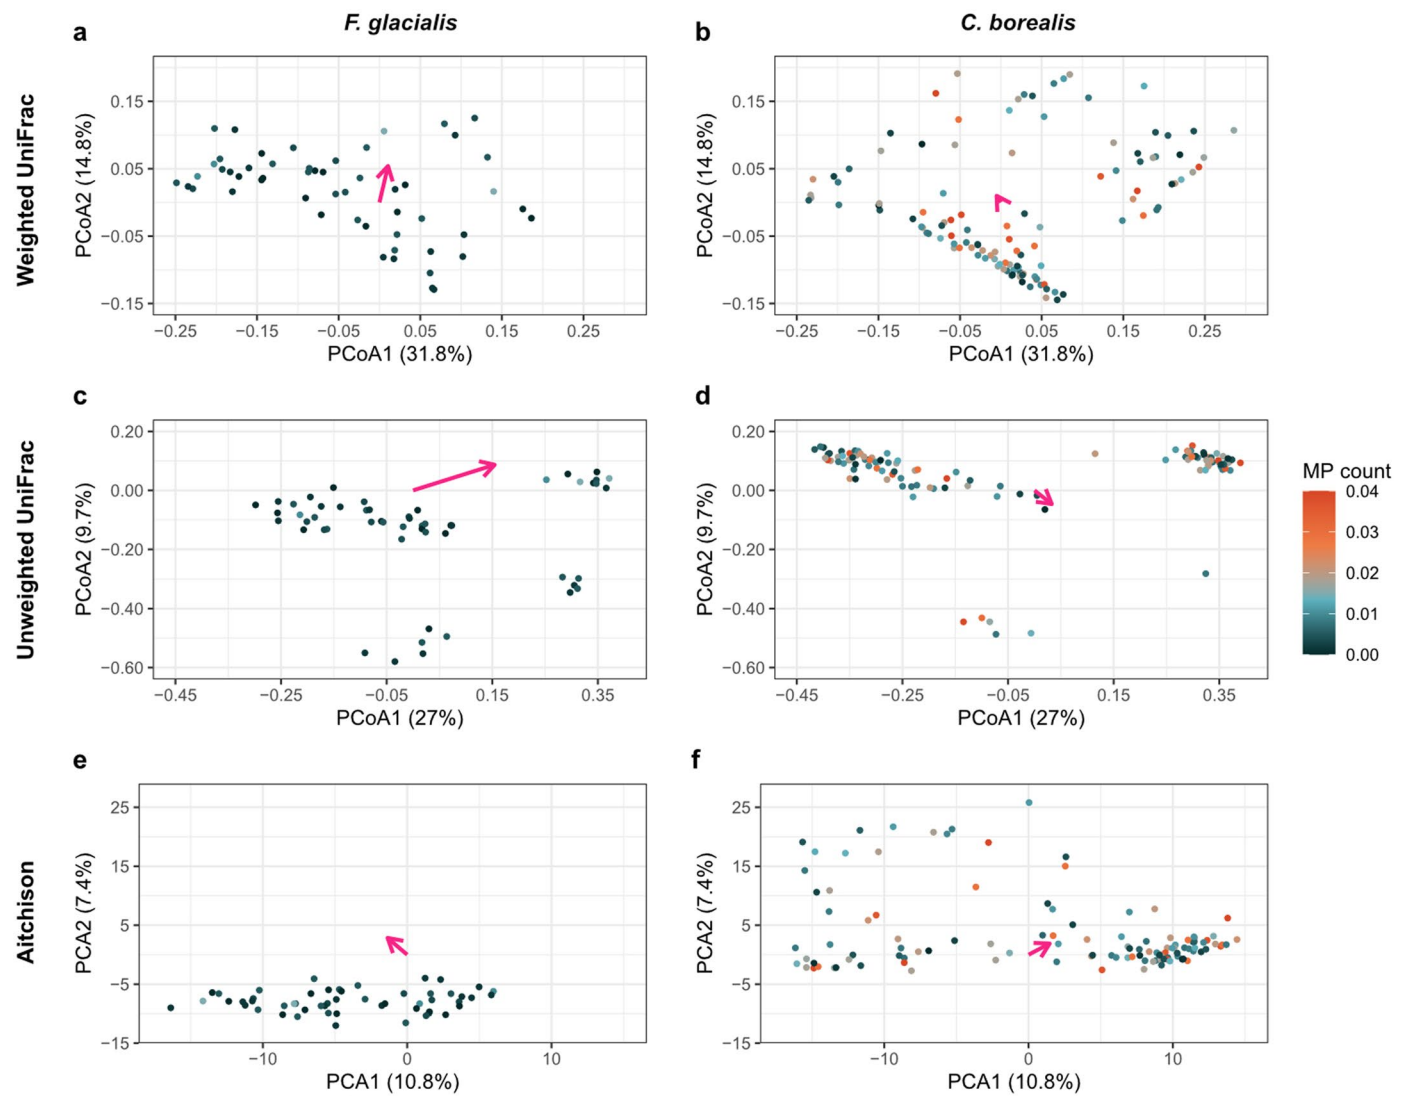 F. glacialis
C. borealis
a
b
Weighted UniFrac
PCoA2 (14.8%)
0.15
0.05
−0.05
−0.15
−0.25
−0.15
−0.05
0.05
0.15
0.25
PCoA1 (31.8%)
PCoA2 (14.8%)
0.15
0.05
−0.05
−0.15
−0.25
−0.15
−0.05
0.05
0.15
0.25
PCoA1 (31.8%)
c
d
Unweighted UniFrac
PCoA2 (9.7%)
0.20
0.00
−0.20
−0.40
−0.60
−0.45
−0.25
−0.05
0.15
0.35
PCoA1 (27%)
PCoA2 (9.7%)
0.20
0.00
−0.20
−0.40
−0.60
−0.45
−0.25
−0.05
0.15
0.35
PCoA1 (27%)
MP count
0.04
0.03
0.02
0.01
0.00
e
f
Aitchison
PCA2 (7.4%)
25
15
5
−5
−15
−10
0
10
PCA1 (10.8%)
PCA2 (7.4%)
25
15
5
−5
−15
−10
0
10
PCA1 (10.8%)